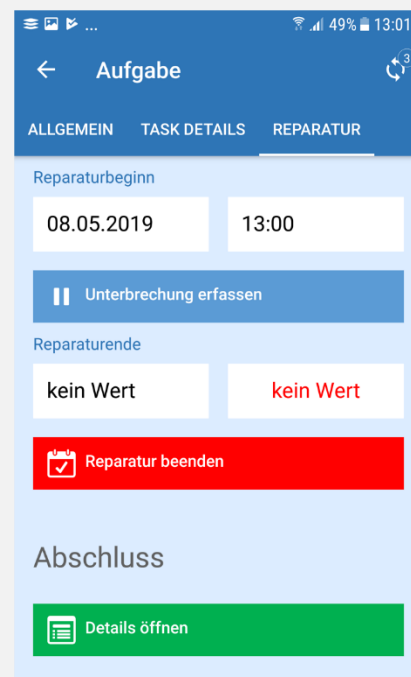 ... 49% 13:01
Aufgabe 3
ALLGEMEIN TASK DETAILS REPARATUR
Reparaturbeginn
08.05.2019 13:00
Unterbrechung erfassen
Reparaturende
kein Wert kein Wert
Reparatur beenden
Abschluss
Details öffnen